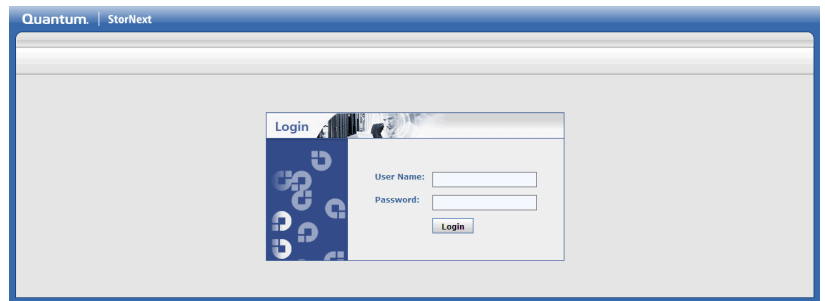 Quantum. | StorNext
Login
User Name:
Password:
Login